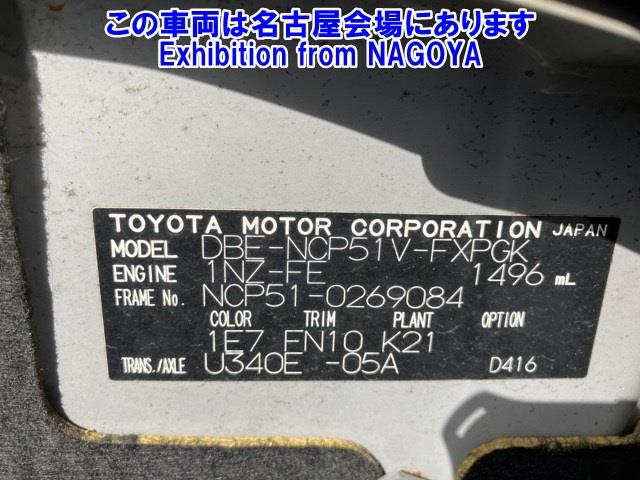 この車両は名古屋会場にあります
Exhibition from NAGOYA
TOYOTA MOTOR CORPORATION JAPAN
MODEL DBE-NCP51V-FXPGK
ENGINE 1NZ-FE 1496 mL
FRAME No. NCP51-0269084
COLOR TRIM PLANT OPTION
1E7 FN10 K21
TRANS./AXLE U340E -05A D416